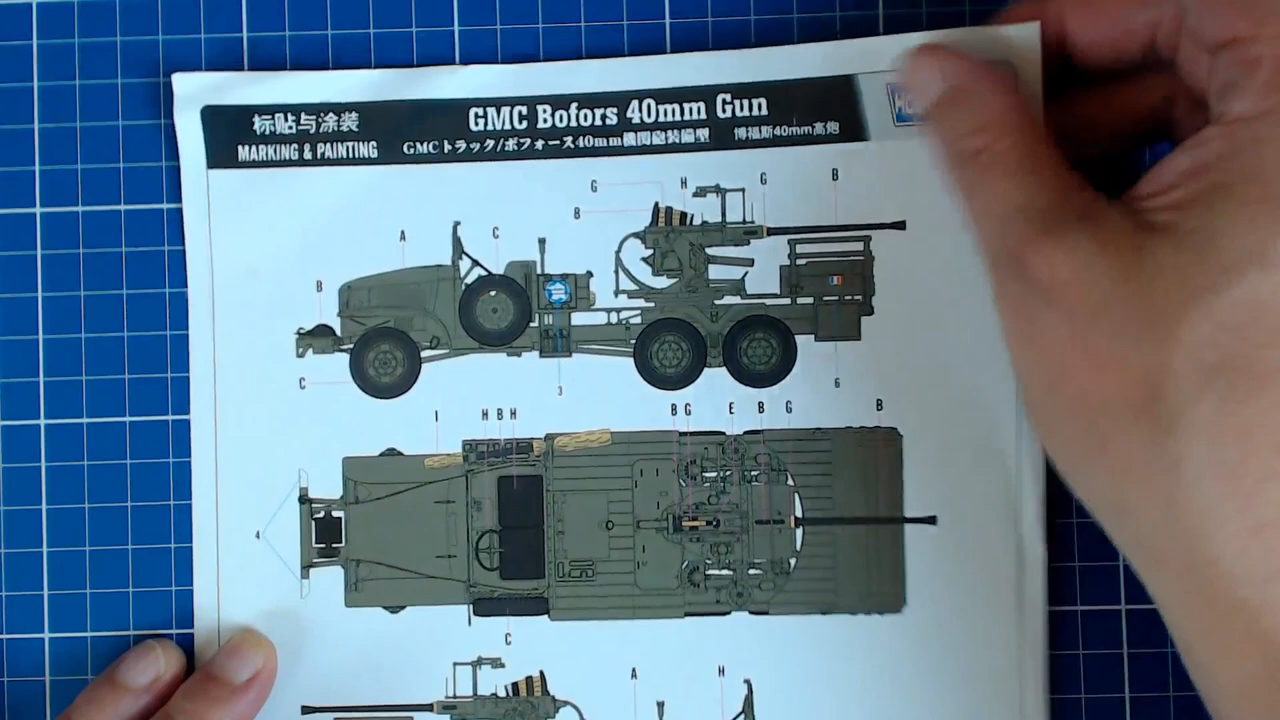 标贴与涂装
MARKING & PAINTING
GMC Bofors 40mm Gun
GMCトラック/ボフォース40mm機関砲装備型
博福斯40mm高炮
G H G B
B
A C
B
C 3 6
I H B H B G E B G B
4
C
A H